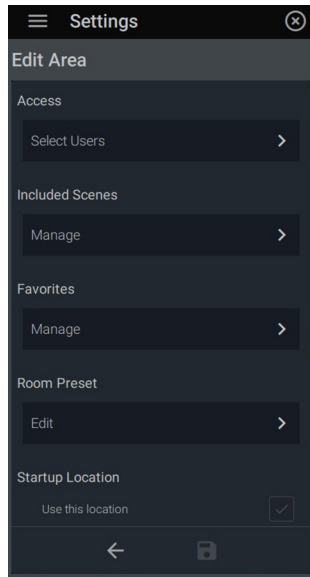 Settings
Edit Area
Access
Select Users
Included Scenes
Manage
Favorites
Manage
Room Preset
Edit
Startup Location
Use this location